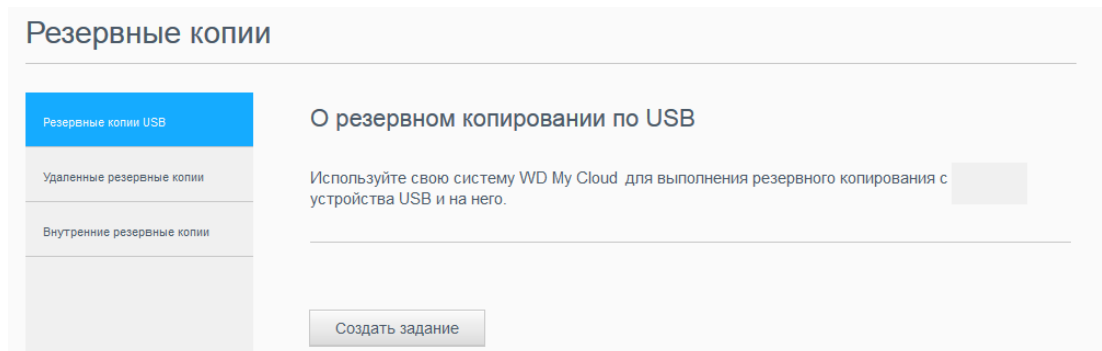 Резервные копии
Резервные копии USB
Удаленные резервные копии
Внутренние резервные копии
О резервном копировании по USB
Используйте свою систему WD My Cloud для выполнения резервного копирования с
устройства USB и на него.
Создать задание